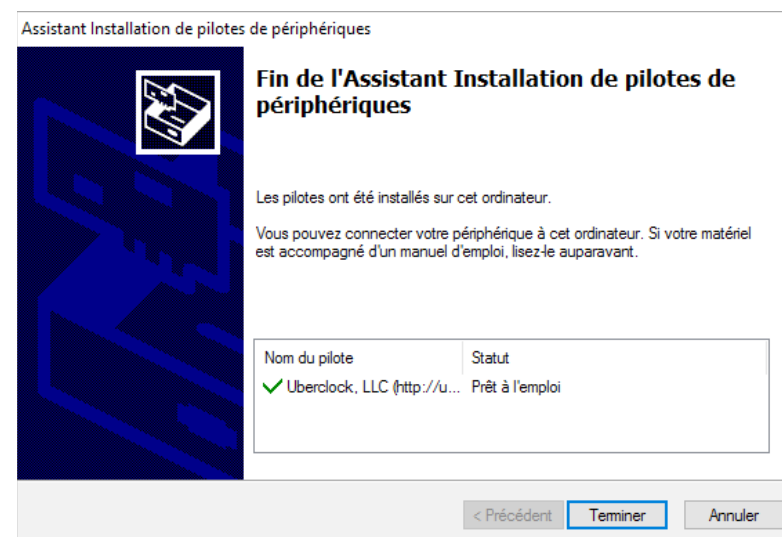 Assistant Installation de pilotes de périphériques
Fin de l'Assistant Installation de pilotes de
périphériques
Les pilotes ont été installés sur cet ordinateur.
Vous pouvez connecter votre périphérique à cet ordinateur. Si votre matériel
est accompagné d'un manuel d'emploi, lisez-le auparavant.
Nom du pilote Statut
Uberclock, LLC (http://u... Prêt à l'emploi
< Précédent Terminer Annuler